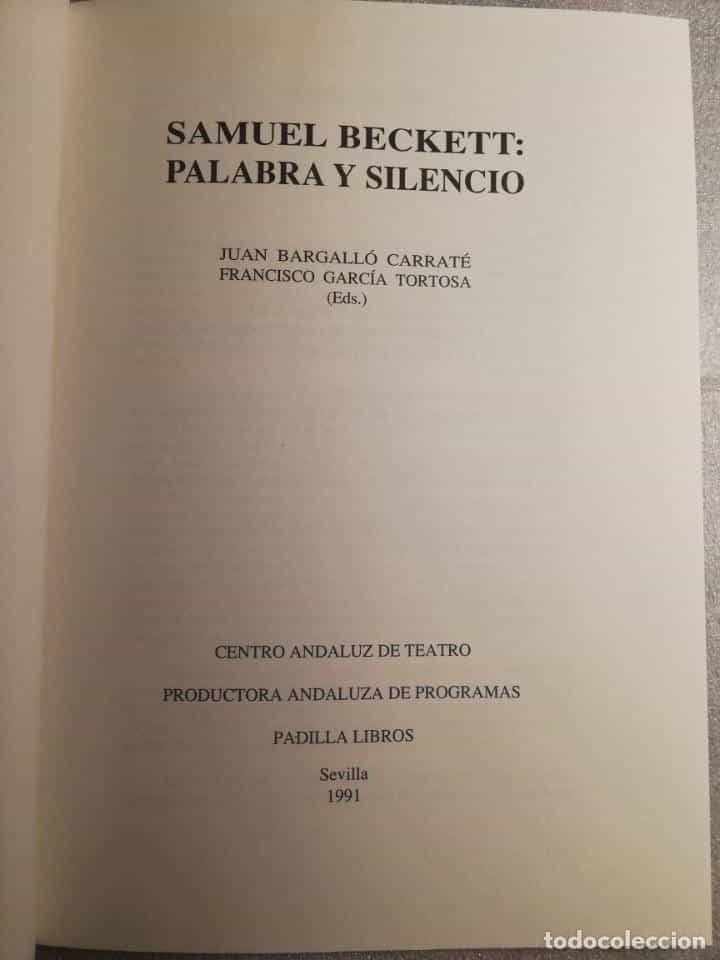 SAMUEL BECKETT:
PALABRA Y SILENCIO
JUAN BARGALLÓ CARRATÉ
FRANCISCO GARCÍA TORTOSA
(Eds.)
CENTRO ANDALUZ DE TEATRO
PRODUCTORA ANDALUZA DE PROGRAMAS
PADILLA LIBROS
Sevilla
1991
todocoleccion